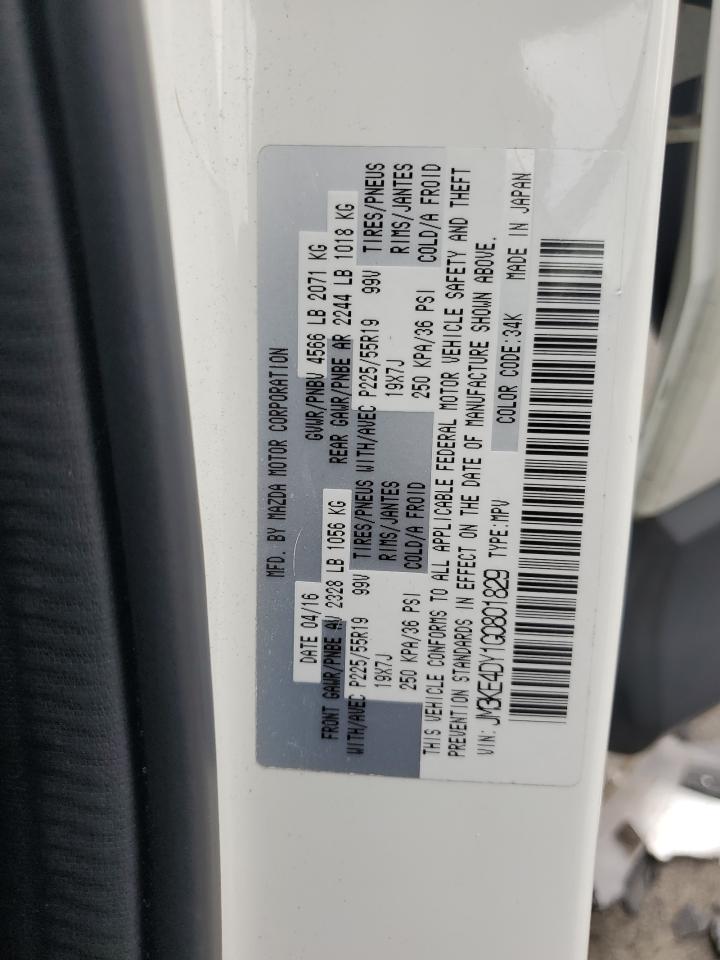 MFD. BY MAZDA MOTOR CORPORATION
DATE 04/16 GVWR/PNBV 4566 LB 2071 KG
FRONT GAWR/PNBE AV 2328 LB 1056 KG REAR GAWR/PNBE AR 2244 LB 1018 KG
WITH/AVEC P225/55R19 99V TIRES/PNEUS WITH/AVEC P225/55R19 99V TIRES/PNEUS
19X7J RIMS/JANTES 19X7J RIMS/JANTES
250 KPA/36 PSI COLD/A FROID 250 KPA/36 PSI COLD/A FROID
THIS VEHICLE CONFORMS TO ALL APPLICABLE FEDERAL MOTOR VEHICLE SAFETY AND THEFT
PREVENTION STANDARDS IN EFFECT ON THE DATE OF MANUFACTURE SHOWN ABOVE.
VIN: JM3KE4DY1G0801829 TYPE:MPV COLOR CODE:34K MADE IN JAPAN